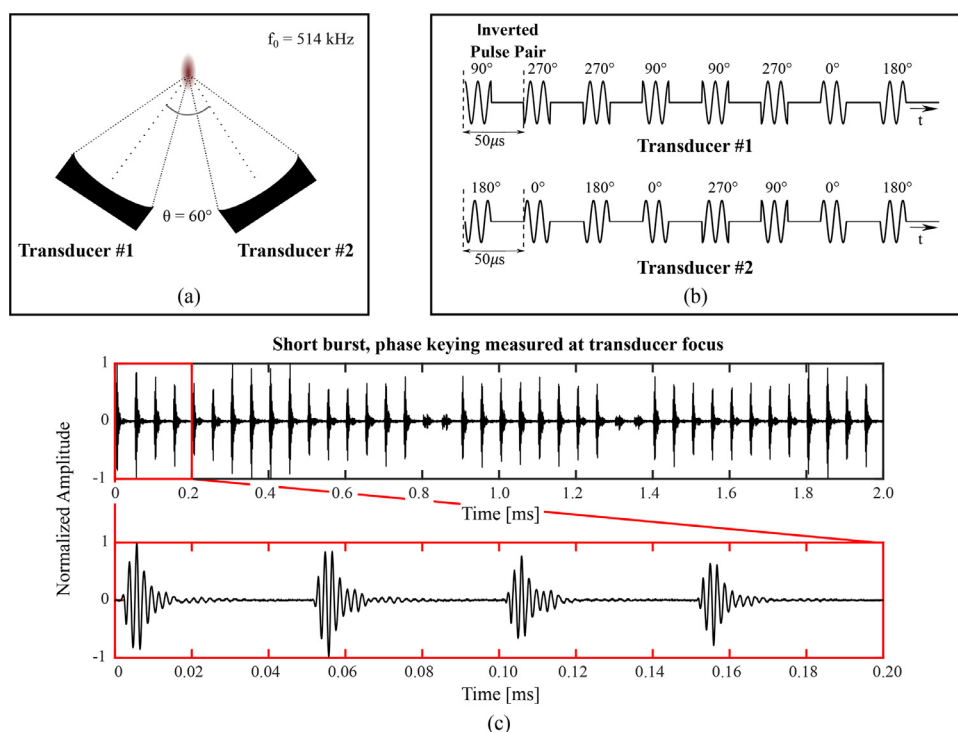 f₀ = 514 kHz
θ = 60°
Transducer #1
Transducer #2
(a)
Inverted
Pulse Pair
90° 270° 270° 90° 90° 270° 0° 180°
50μs
t
Transducer #1
180° 0° 180° 0° 270° 90° 0° 180°
50μs
t
Transducer #2
(b)
Short burst, phase keying measured at transducer focus
Normalized Amplitude
1
0
-1
0 0.2 0.4 0.6 0.8 1.0 1.2 1.4 1.6 1.8 2.0
Time [ms]
1
0
-1
0 0.02 0.04 0.06 0.08 0.10 0.12 0.14 0.16 0.18 0.20
Time [ms]
(c)